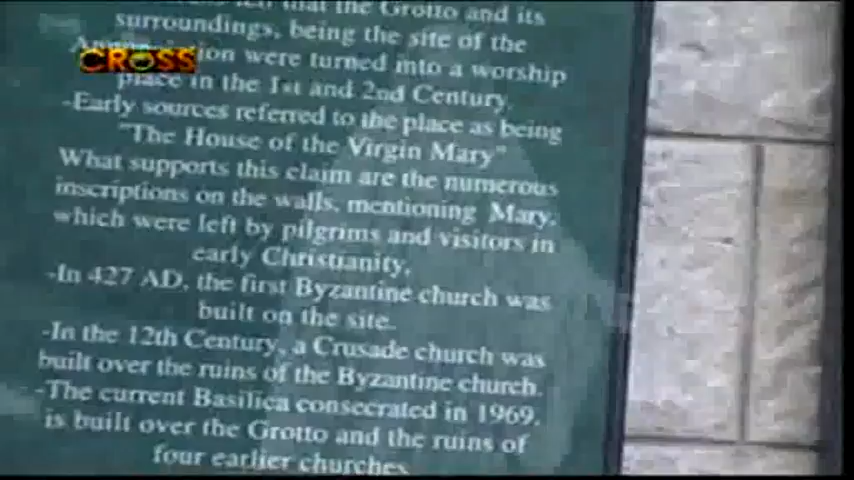 that the Grotto and its
surroundings, being the site of the
CROSS
were turned into a worship
place in the 1st and 2nd Century.
-Early sources referred to the place as being
"The House of the Virgin Mary"
What supports this claim are the numerous
inscriptions on the walls, mentioning Mary,
which were left by pilgrims and visitors in
early Christianity.
-In 427 AD, the first Byzantine church was
built on the site.
-In the 12th Century, a Crusade church was
built over the ruins of the Byzantine church.
-The current Basilica consecrated in 1969,
is built over the Grotto and the ruins of
four earlier churches